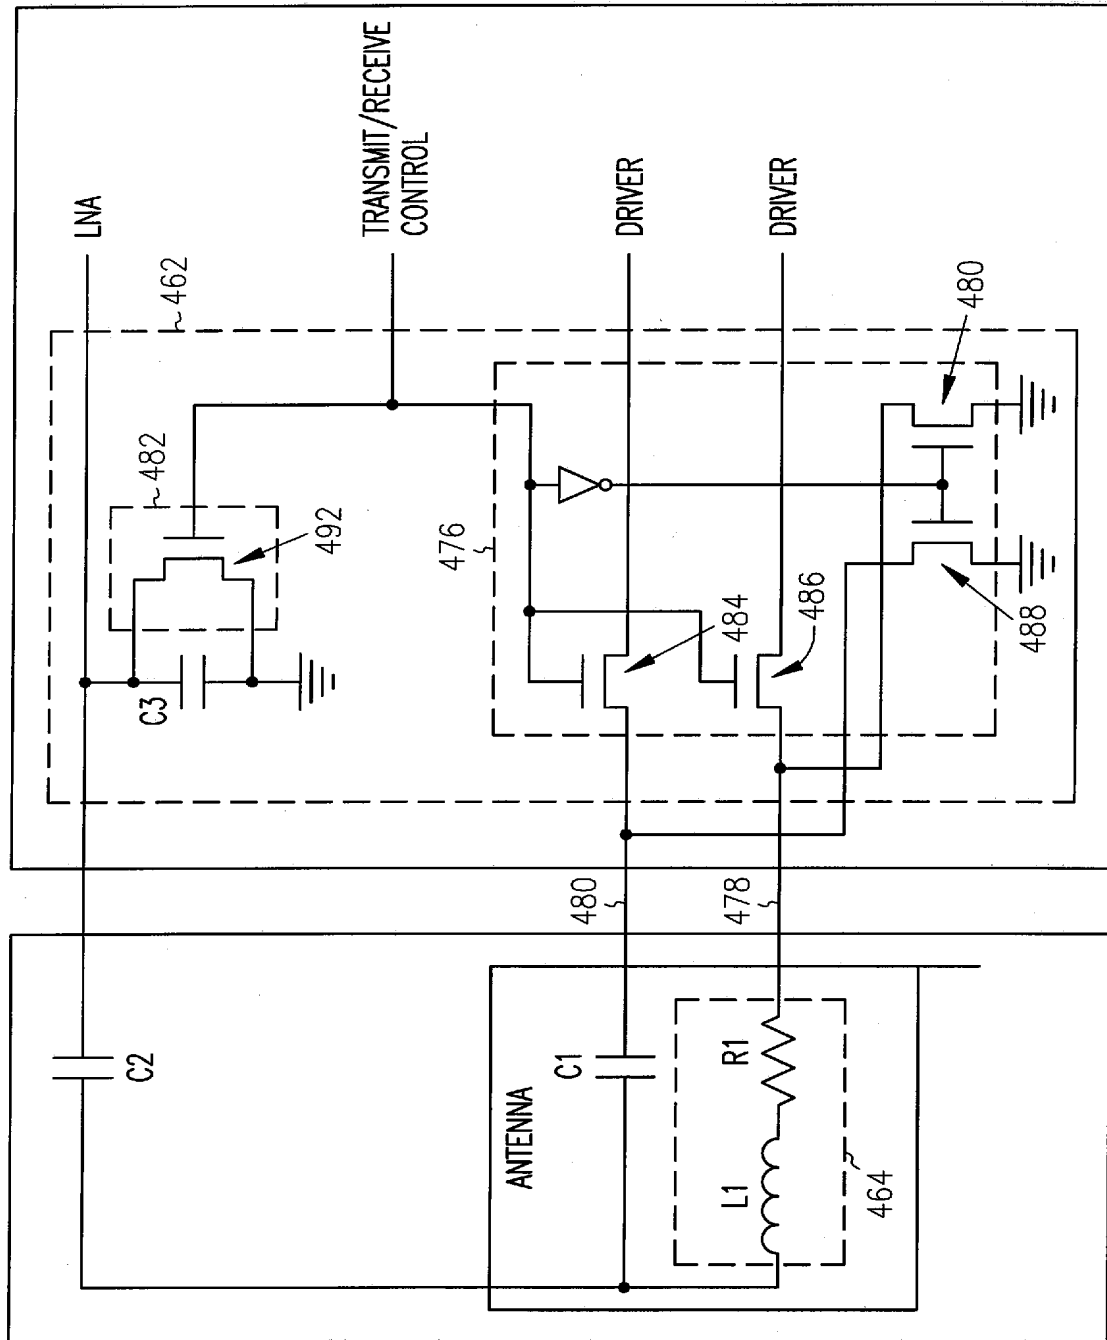 LNA
TRANSMIT/RECEIVE
CONTROL
DRIVER
DRIVER
462
482
492
C3
476
484
486
480
488
480
478
C2
ANTENNA
C1
R1
L1
464